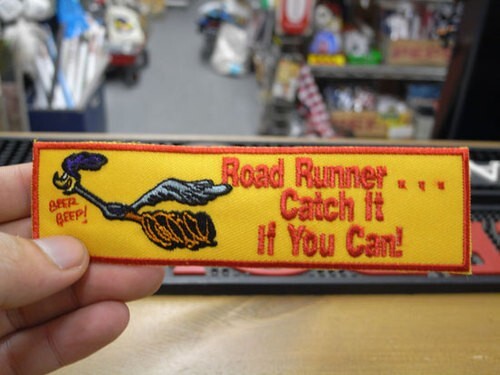 Road Runner...
Catch It
If You Can!
BEEP
BEEP!